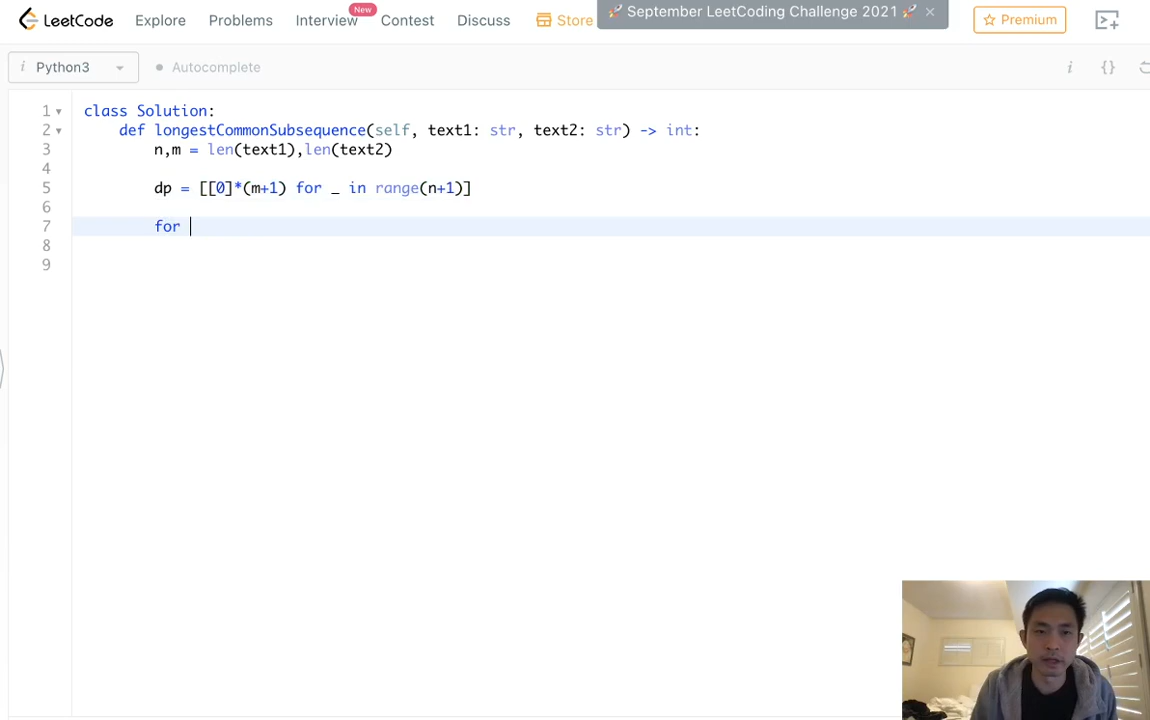 LeetCode Explore Problems Interview New Contest Discuss Store 🚀 September LeetCoding Challenge 2021 🚀 × Premium
i Python3 Autocomplete i {}
1 class Solution:
2 def longestCommonSubsequence(self, text1: str, text2: str) -> int:
3 n,m = len(text1),len(text2)
4
5 dp = [[0]*(m+1) for _ in range(n+1)]
6
7 for
8
9